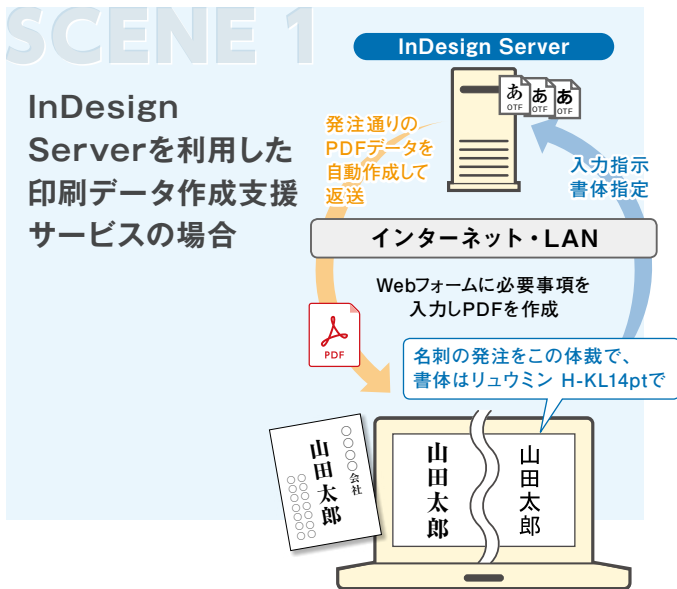 SCENE 1
InDesign
Serverを利用した
印刷データ作成支援
サービスの場合
InDesign Server
あ
OTF
あ
OTF
あ
OTF
発注通りの
PDFデータを
自動作成して
返送
入力指示
書体指定
インターネット・LAN
Webフォームに必要事項を
入力しPDFを作成
PDF
名刺の発注をこの体裁で、
書体はリュウミン H-KL14ptで
○○○○会社
山田太郎
○○○○○○○
○○○○○○
山田太郎
山田太郎